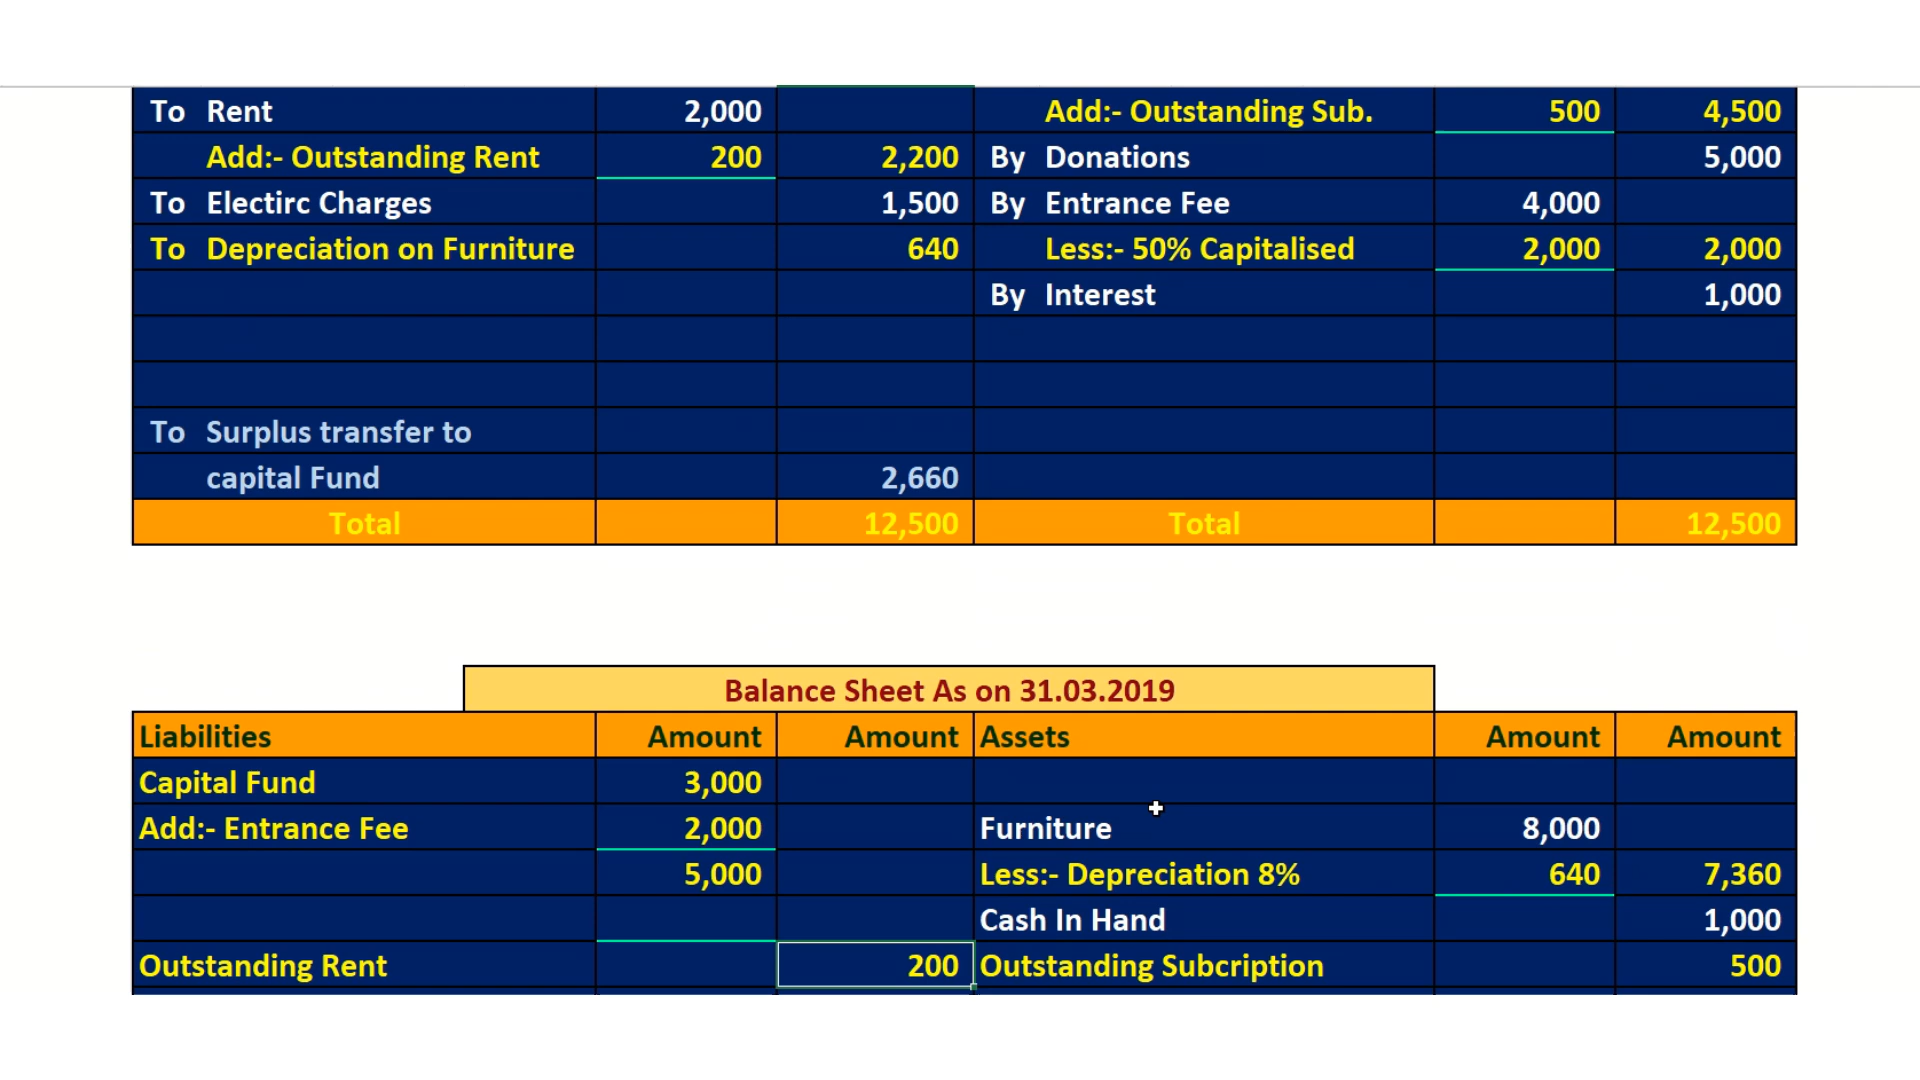 To Rent 2,000 Add:- Outstanding Sub. 500 4,500
Add:- Outstanding Rent 200 2,200 By Donations 5,000
To Electirc Charges 1,500 By Entrance Fee 4,000
To Depreciation on Furniture 640 Less:- 50% Capitalised 2,000 2,000
By Interest 1,000
To Surplus transfer to
capital Fund 2,660
Total 12,500 Total 12,500
Balance Sheet As on 31.03.2019
Liabilities Amount Amount Assets Amount Amount
Capital Fund 3,000
Add:- Entrance Fee 2,000 Furniture 8,000
5,000 Less:- Depreciation 8% 640 7,360
Cash In Hand 1,000
Outstanding Rent 200 Outstanding Subcription 500